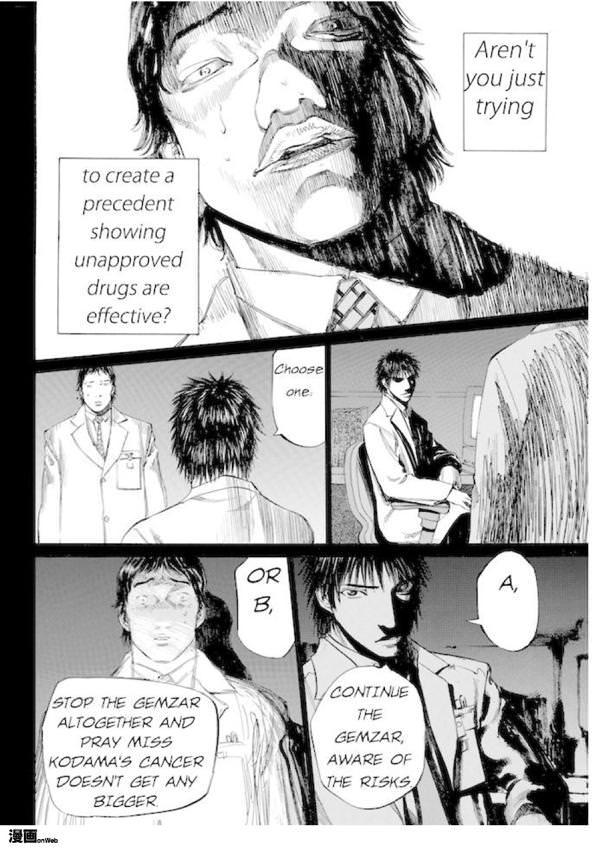 Aren't
you just
trying
to create a
precedent
showing
unapproved
drugs are
effective?
Choose
one:
A,
CONTINUE
THE
GEMZAR,
AWARE OF
THE RISKS
OR
B,
STOP THE GEMZAR
ALTOGETHER AND
PRAY MISS
KODAMA'S CANCER
DOESN'T GET ANY
BIGGER.
漫画onWeb